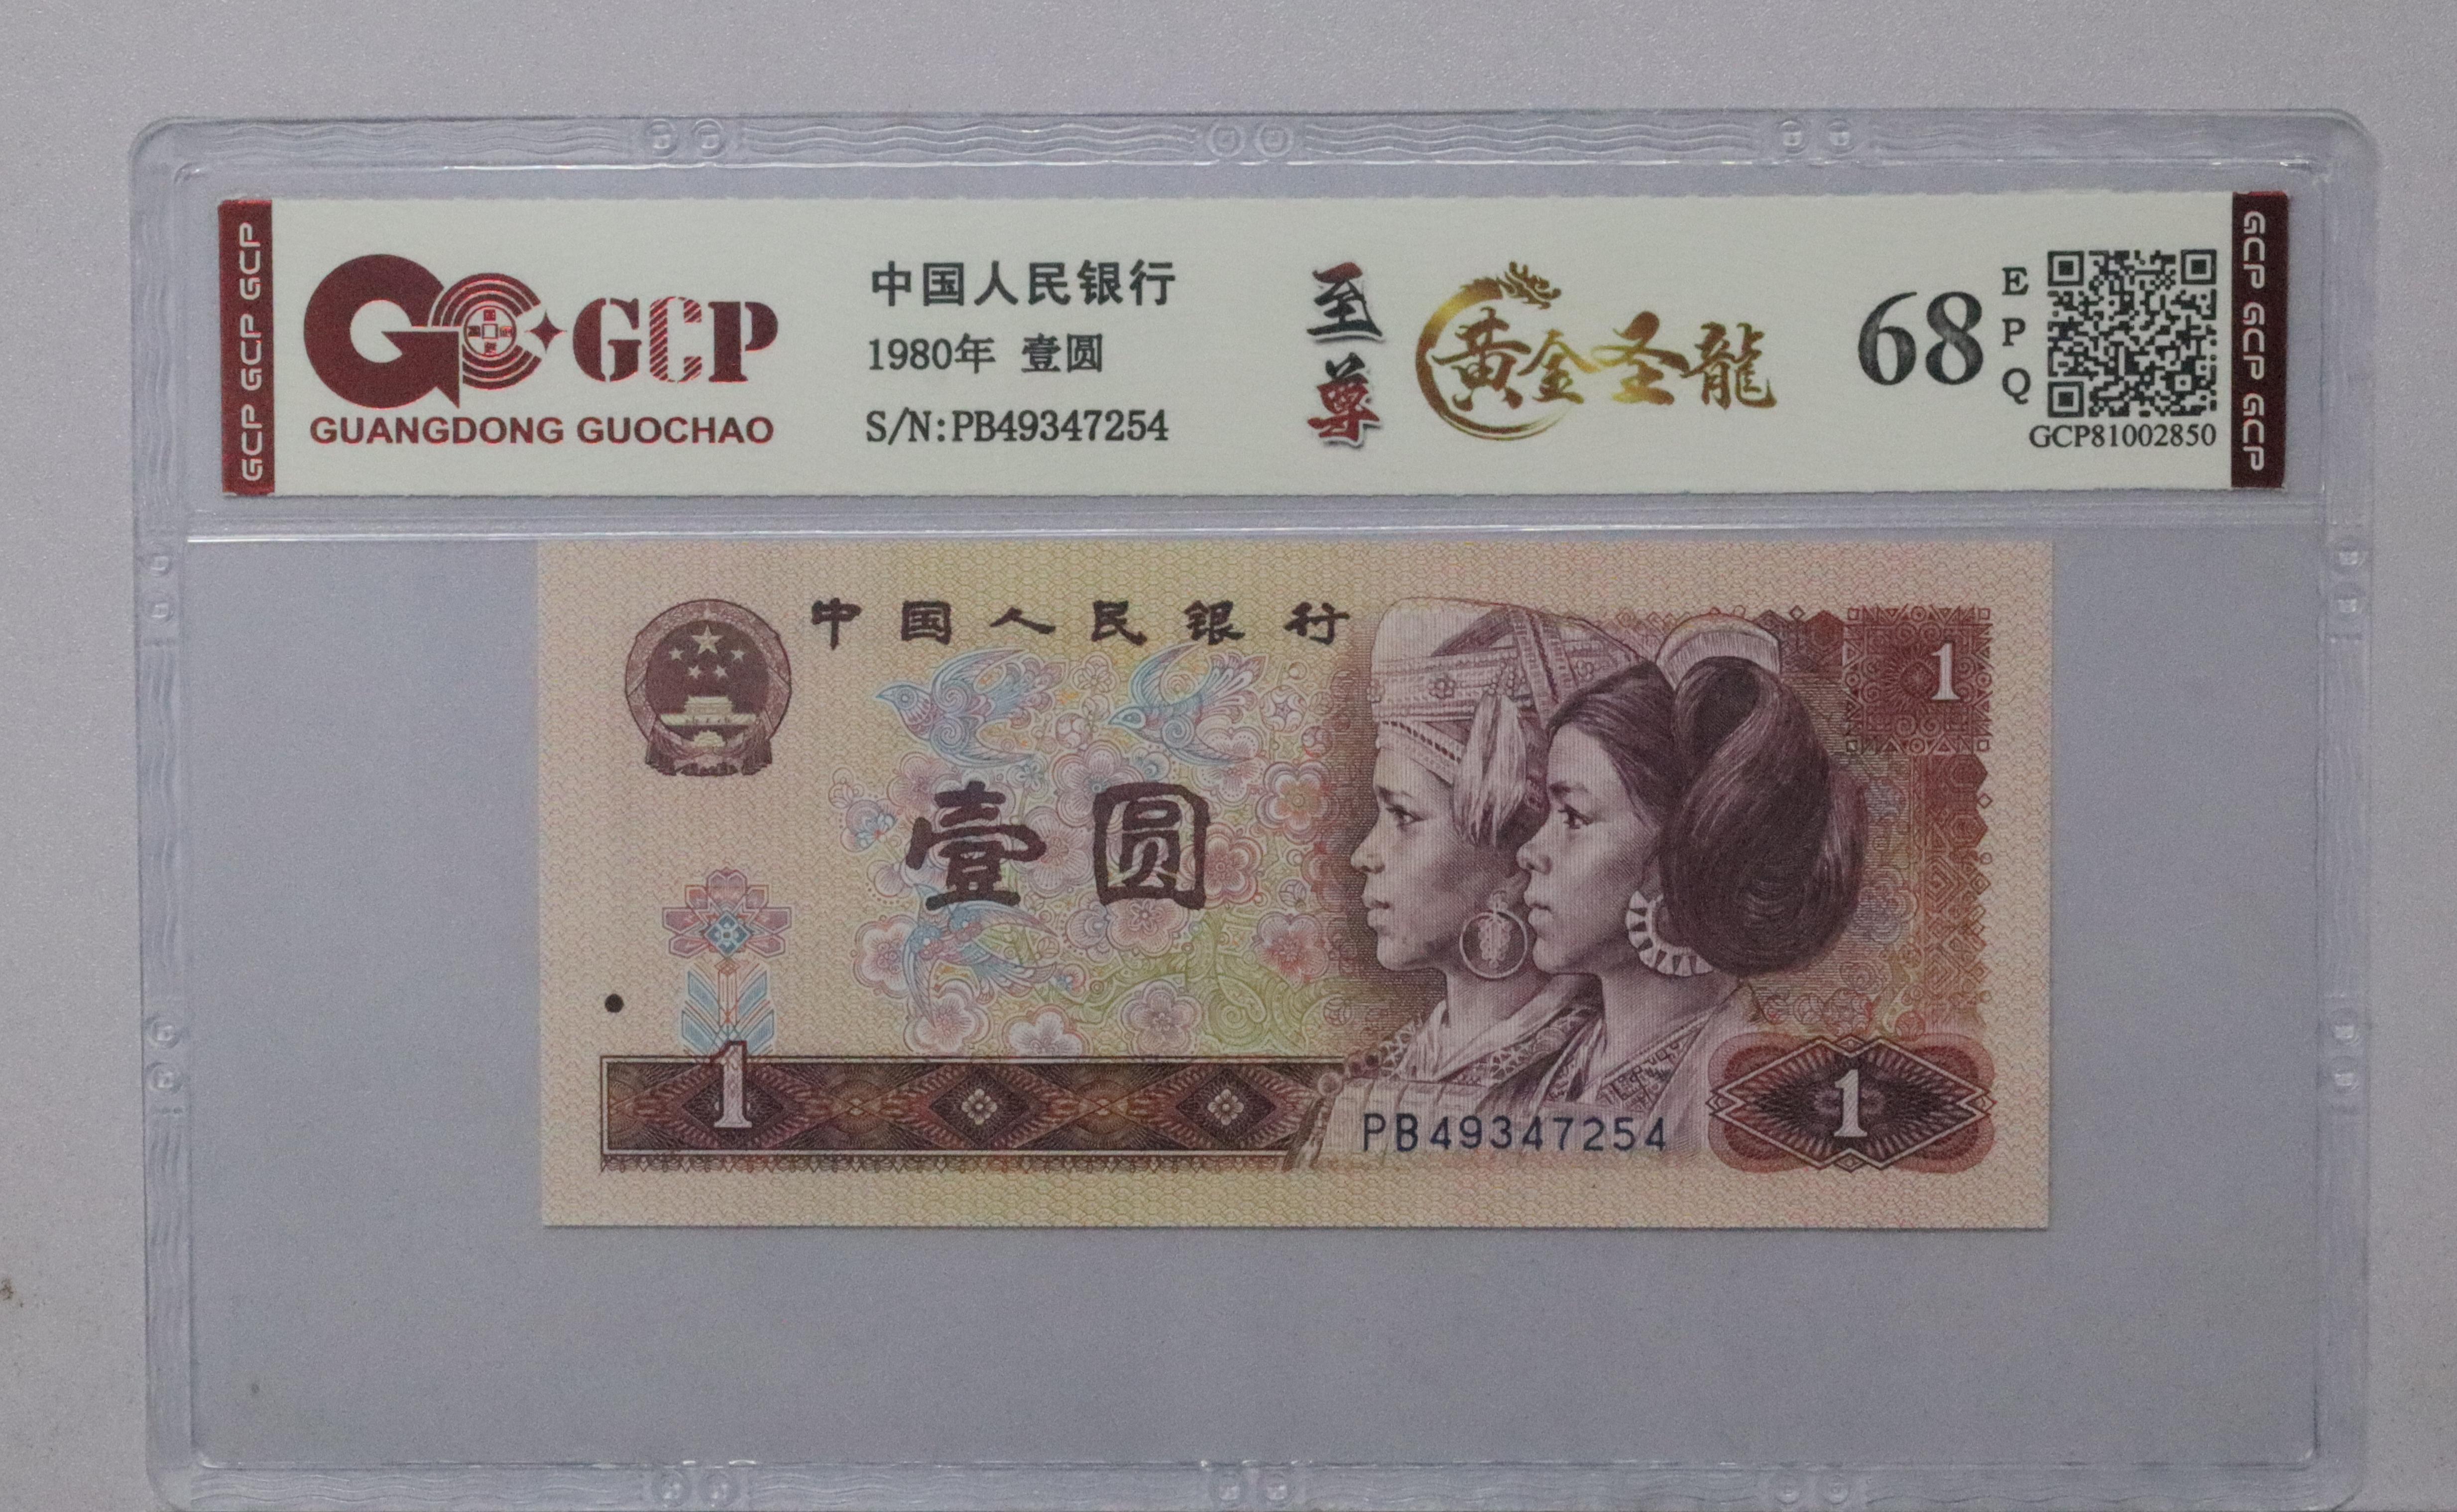 GCP GCP GCP
GCP
GUANGDONG GUOCHAO
中国人民银行
1980年 壹圆
S/N:PB49347254
至尊
黄金圣龍
68
EPQ
GCP81002850
GCP GCP GCP
中国人民银行
1
壹圆
1
PB49347254
1